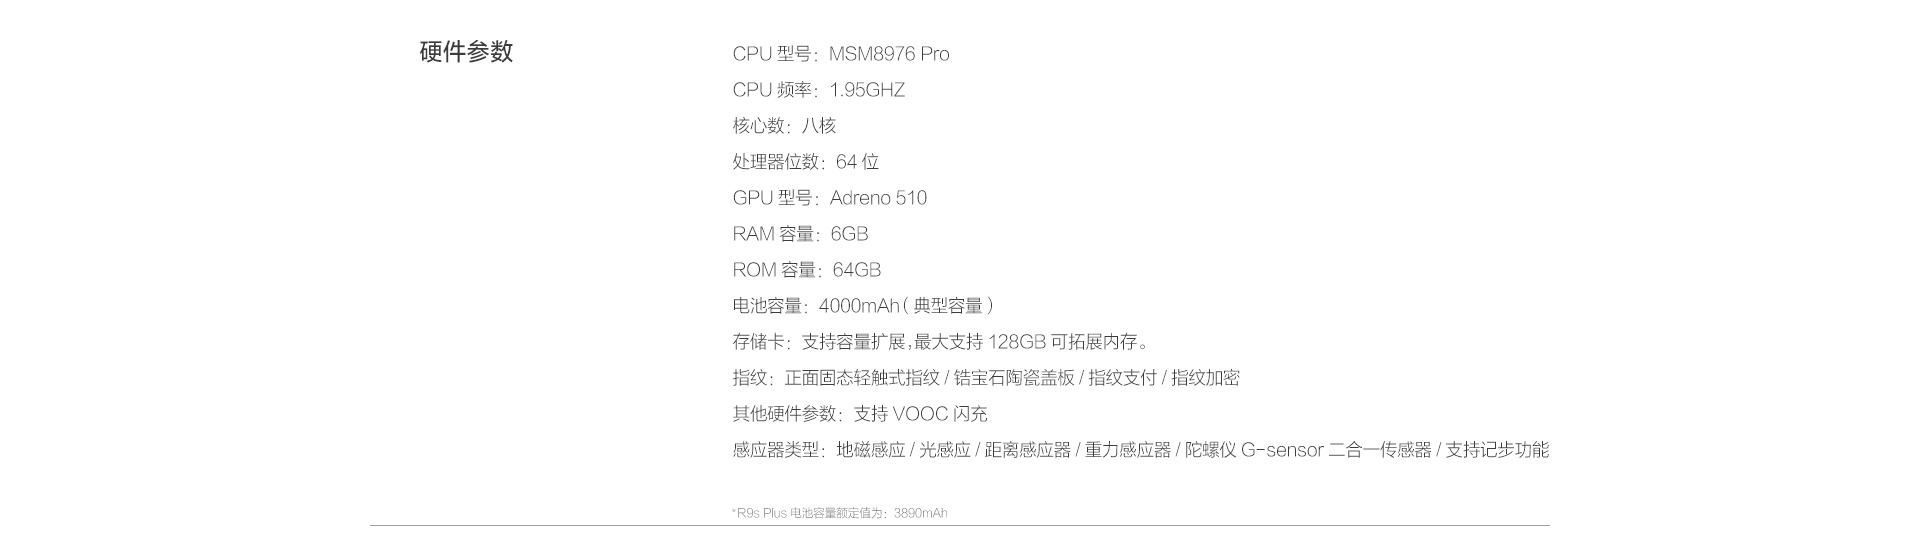 硬件参数
CPU 型号：MSM8976 Pro
CPU 频率：1.95GHZ
核心数：八核
处理器位数：64 位
GPU 型号：Adreno 510
RAM 容量：6GB
ROM 容量：64GB
电池容量：4000mAh（典型容量）
存储卡：支持容量扩展，最大支持 128GB 可拓展内存。
指纹：正面固态轻触式指纹 / 锆宝石陶瓷盖板 / 指纹支付 / 指纹加密
其他硬件参数：支持 VOOC 闪充
感应器类型：地磁感应 / 光感应 / 距离感应器 / 重力感应器 / 陀螺仪 G-sensor 二合一传感器 / 支持记步功能
*R9s Plus 电池容量额定值为：3890mAh